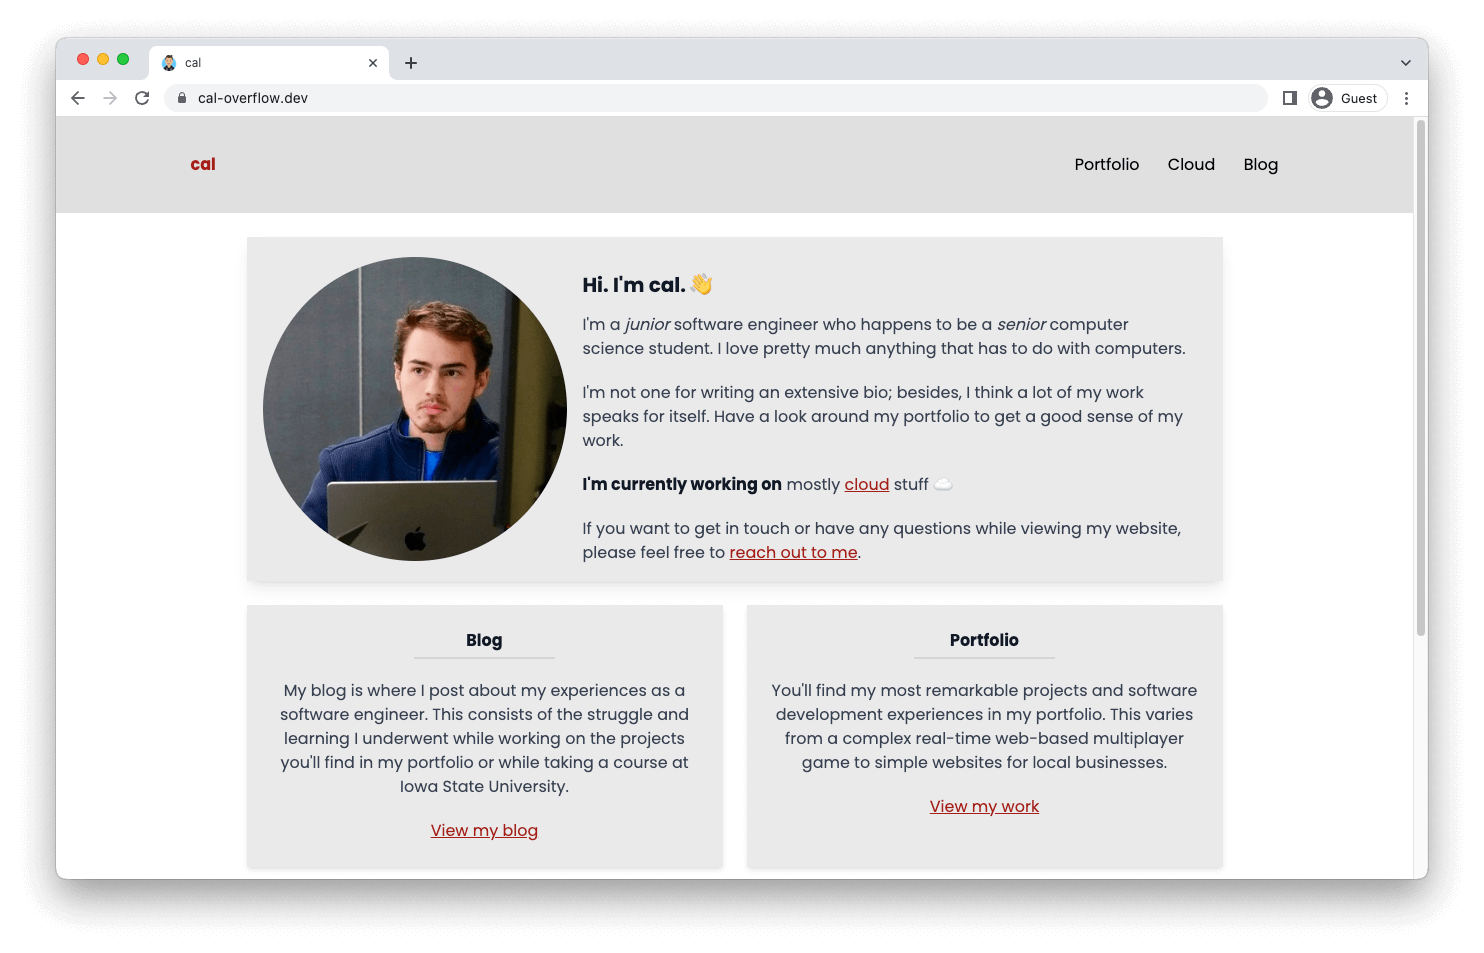 cal
cal-overflow.dev
Guest
cal
Portfolio Cloud Blog
Hi. I'm cal. 👋
I'm a junior software engineer who happens to be a senior computer
science student. I love pretty much anything that has to do with computers.
I'm not one for writing an extensive bio; besides, I think a lot of my work
speaks for itself. Have a look around my portfolio to get a good sense of my
work.
I'm currently working on mostly cloud stuff ☁️
If you want to get in touch or have any questions while viewing my website,
please feel free to reach out to me.
Blog
My blog is where I post about my experiences as a
software engineer. This consists of the struggle and
learning I underwent while working on the projects
you'll find in my portfolio or while taking a course at
Iowa State University.
View my blog
Portfolio
You'll find my most remarkable projects and software
development experiences in my portfolio. This varies
from a complex real-time web-based multiplayer
game to simple websites for local businesses.
View my work